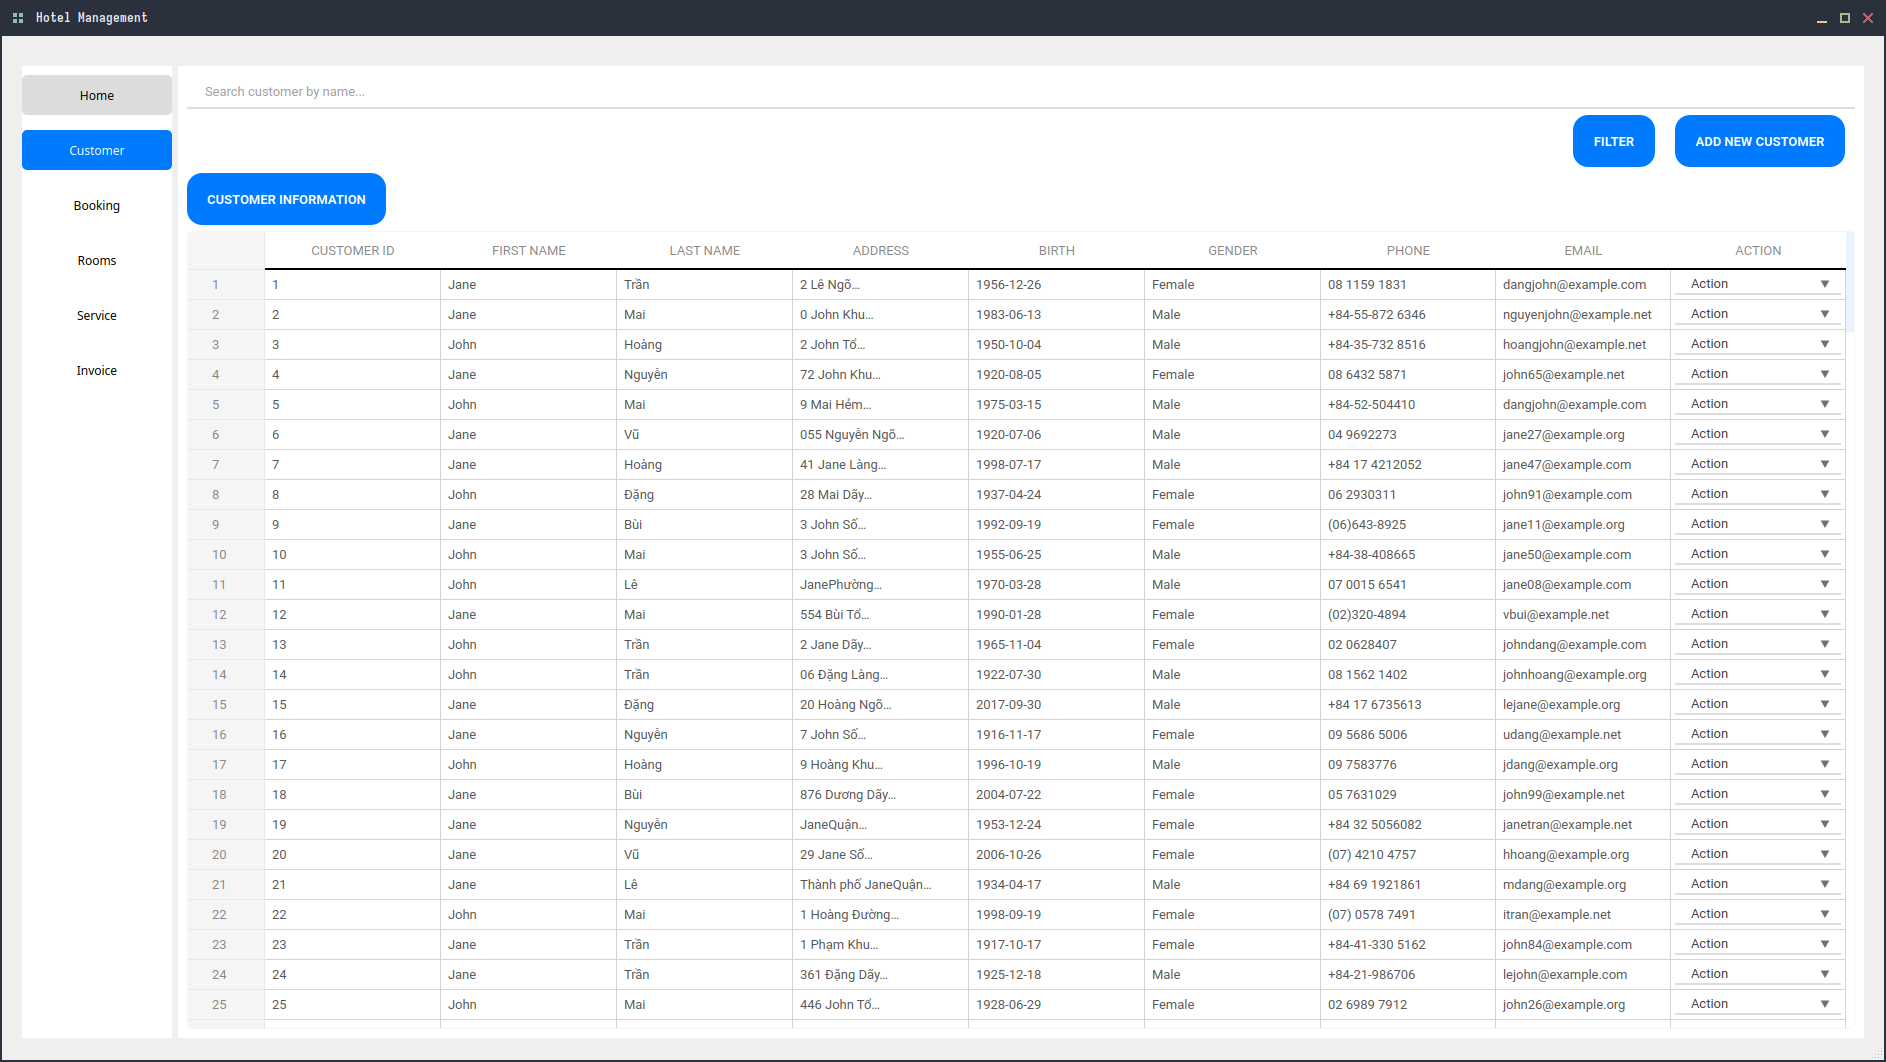 Hotel Management
Home
Customer
Booking
Rooms
Service
Invoice
Search customer by name...
FILTER ADD NEW CUSTOMER
CUSTOMER INFORMATION
CUSTOMER ID FIRST NAME LAST NAME ADDRESS BIRTH GENDER PHONE EMAIL ACTION
1 1 Jane Trần 2 Lê Ngõ... 1956-12-26 Female 08 1159 1831 dangjohn@example.com Action
2 2 Jane Mai 0 John Khu... 1983-06-13 Male +84-55-872 6346 nguyenjohn@example.net Action
3 3 John Hoàng 2 John Tổ... 1950-10-04 Male +84-35-732 8516 hoangjohn@example.net Action
4 4 Jane Nguyễn 72 John Khu... 1920-08-05 Female 08 6432 5871 john65@example.net Action
5 5 John Mai 9 Mai Hẻm... 1975-03-15 Male +84-52-504410 dangjohn@example.com Action
6 6 Jane Vũ 055 Nguyễn Ngõ... 1920-07-06 Male 04 9692273 jane27@example.org Action
7 7 Jane Hoàng 41 Jane Làng... 1998-07-17 Male +84 17 4212052 jane47@example.com Action
8 8 John Đặng 28 Mai Dãy... 1937-04-24 Female 06 2930311 john91@example.com Action
9 9 Jane Bùi 3 John Số... 1992-09-19 Female (06)643-8925 jane11@example.org Action
10 10 John Mai 3 John Số... 1955-06-25 Male +84-38-408665 jane50@example.com Action
11 11 John Lê JanePhường... 1970-03-28 Male 07 0015 6541 jane08@example.com Action
12 12 Jane Mai 554 Bùi Tổ... 1990-01-28 Female (02)320-4894 vbui@example.net Action
13 13 John Trần 2 Jane Dãy... 1965-11-04 Female 02 0628407 johndang@example.com Action
14 14 John Trần 06 Đặng Làng... 1922-07-30 Male 08 1562 1402 johnhoang@example.org Action
15 15 Jane Đặng 20 Hoàng Ngõ... 2017-09-30 Male +84 17 6735613 lejane@example.org Action
16 16 Jane Nguyễn 7 John Số... 1916-11-17 Female 09 5686 5006 udang@example.net Action
17 17 John Hoàng 9 Hoàng Khu... 1996-10-19 Male 09 7583776 jdang@example.org Action
18 18 Jane Bùi 876 Dương Dãy... 2004-07-22 Female 05 7631029 john99@example.net Action
19 19 Jane Nguyễn JaneQuận... 1953-12-24 Female +84 32 5056082 janetran@example.net Action
20 20 Jane Vũ 29 Jane Số... 2006-10-26 Female (07) 4210 4757 hhoang@example.org Action
21 21 Jane Lê Thành phố JaneQuận... 1934-04-17 Male +84 69 1921861 mdang@example.org Action
22 22 John Mai 1 Hoàng Đường... 1998-09-19 Female (07) 0578 7491 itran@example.net Action
23 23 Jane Trần 1 Phạm Khu... 1917-10-17 Female +84-41-330 5162 john84@example.com Action
24 24 Jane Trần 361 Đặng Dãy... 1925-12-18 Male +84-21-986706 lejohn@example.com Action
25 25 John Mai 446 John Tổ... 1928-06-29 Female 02 6989 7912 john26@example.org Action